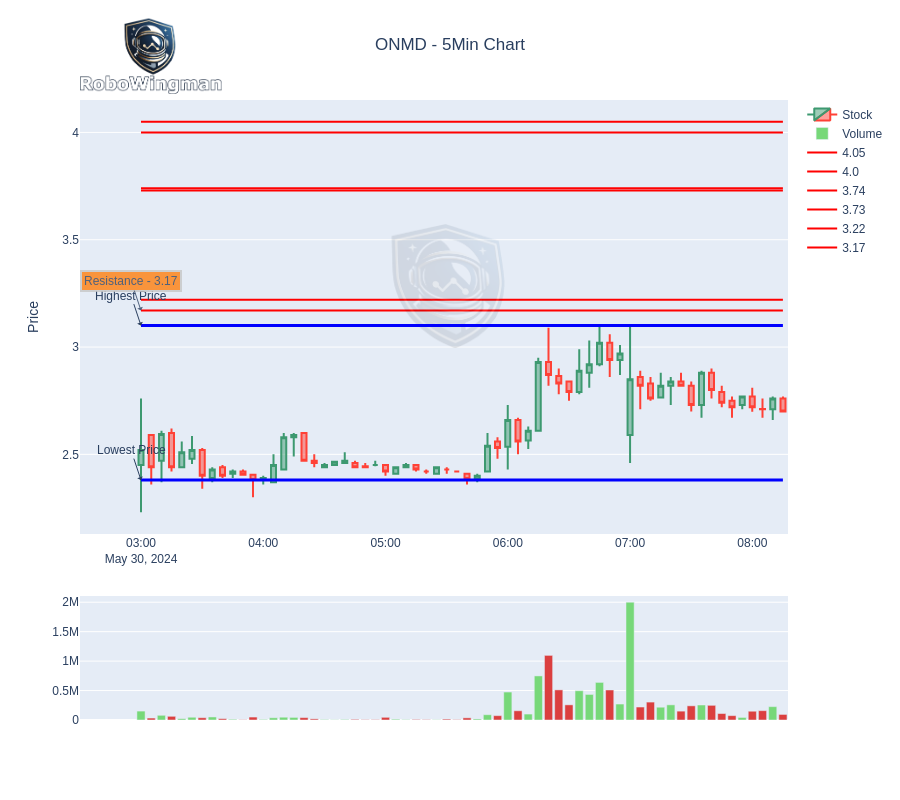 ONMD - 5Min Chart
RoboWingman
Stock
Volume
4.05
4.0
3.74
3.73
3.22
3.17
Price
4
3.5
3
2.5
Resistance - 3.17
Highest Price
Lowest Price
03:00
04:00
05:00
06:00
07:00
08:00
May 30, 2024
2M
1.5M
1M
0.5M
0